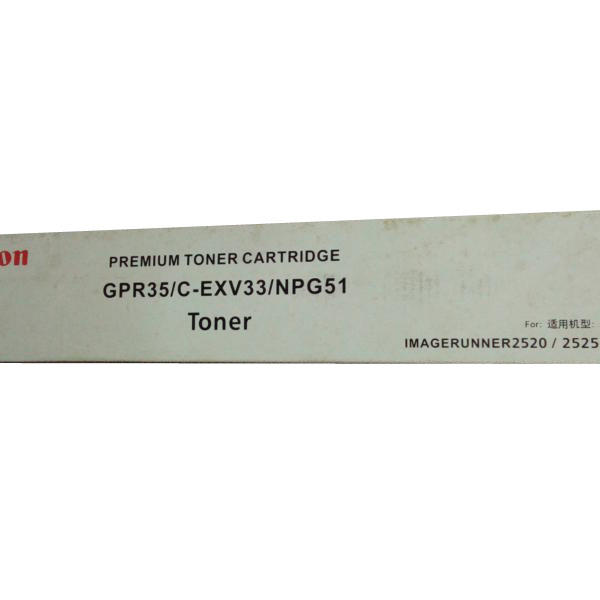 on
PREMIUM TONER CARTRIDGE
GPR35/C-EXV33/NPG51
Toner
For: 适用机型:
IMAGERUNNER2520 / 2525